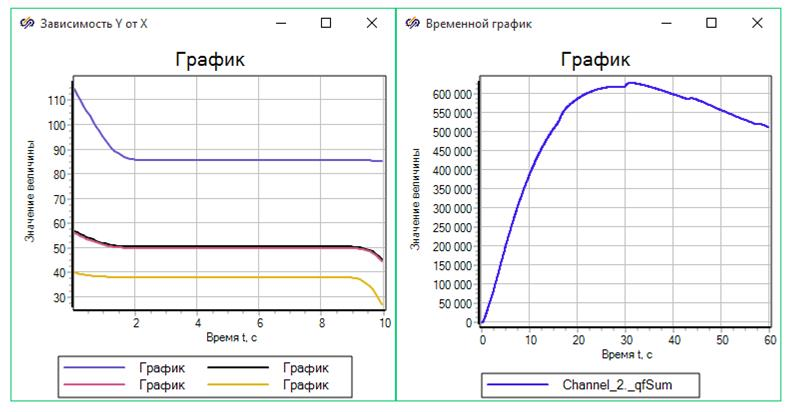 Зависимость Y от X
График
Значение величины
110
100
90
80
70
60
50
40
30
2
4
6
8
10
Время t, с
График
График
График
График
Временной график
График
Значение величины
600 000
550 000
500 000
450 000
400 000
350 000
300 000
250 000
200 000
150 000
100 000
50 000
0
0
10
20
30
40
50
60
Время t, с
Channel_2._qfSum